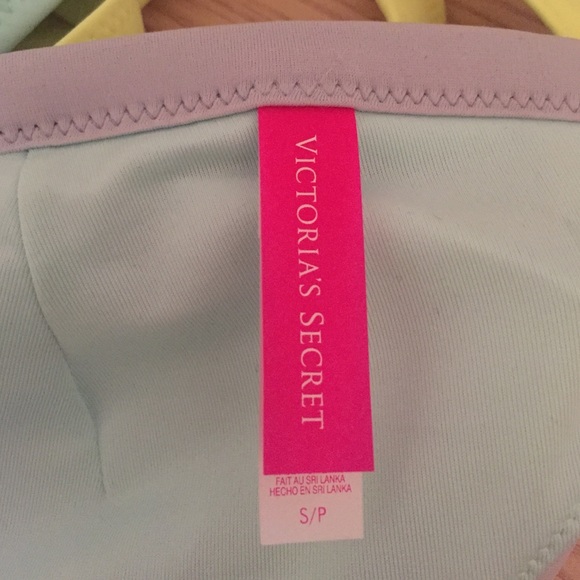 VICTORIA'S SECRET
FAIT AU SRI LANKA
HECHO EN SRI LANKA
S/P